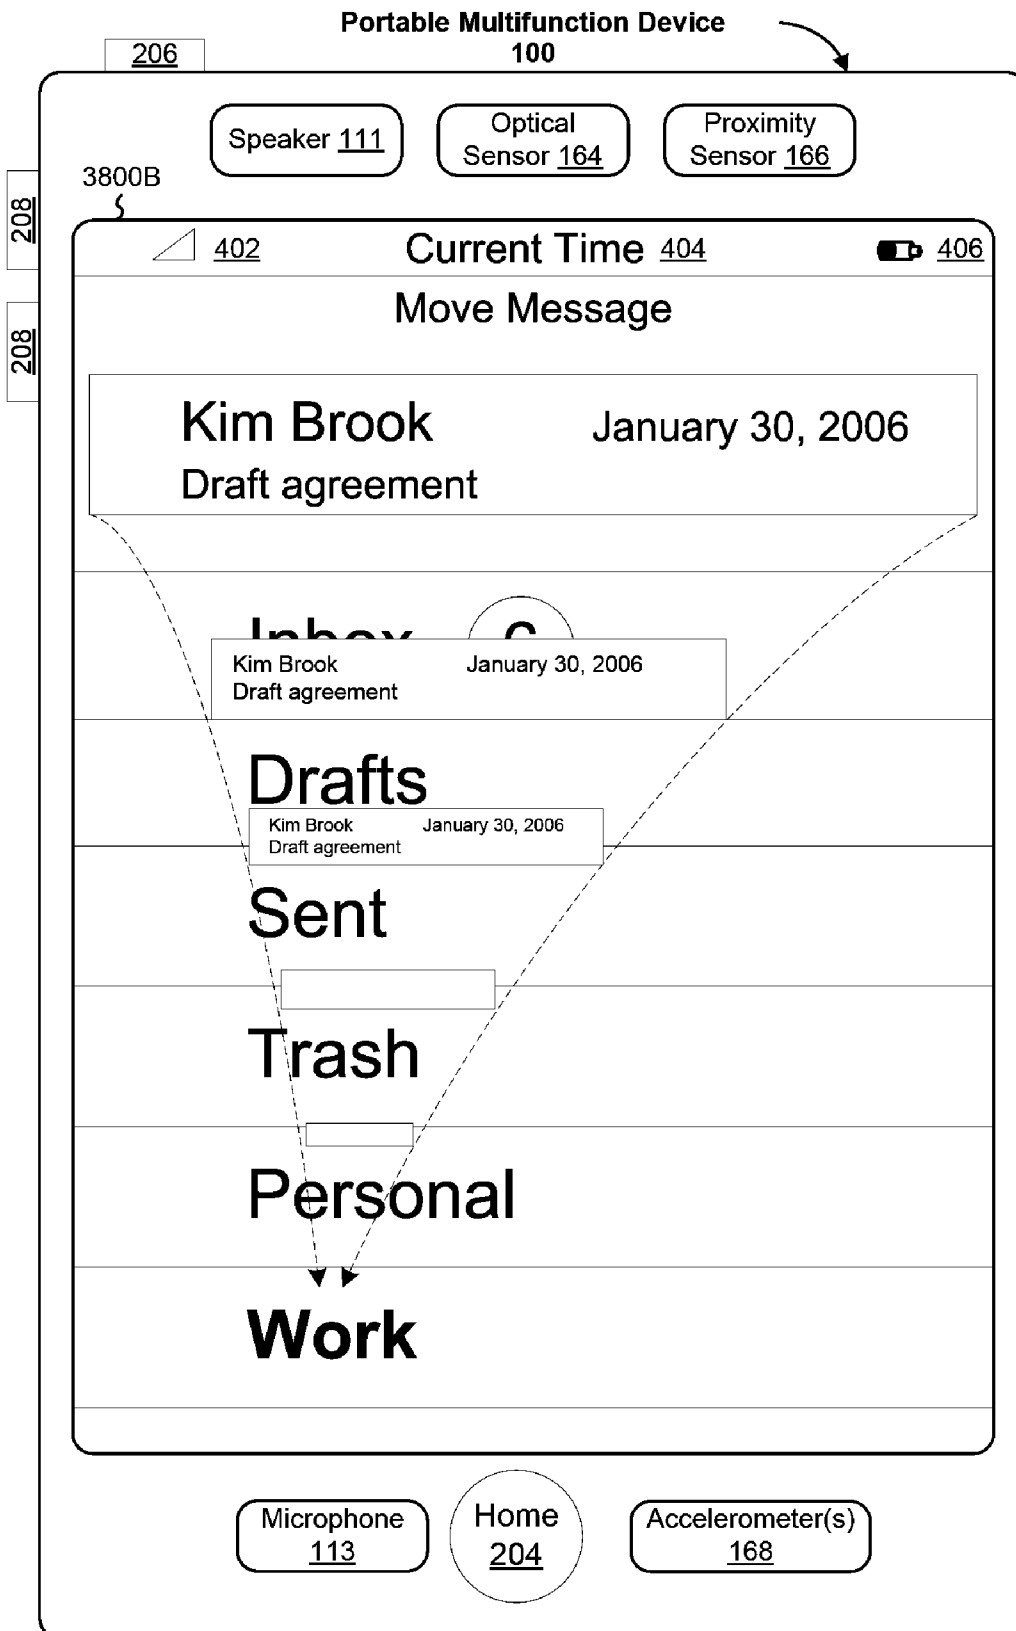 Portable Multifunction Device
100
206
Speaker 111
Optical
Sensor 164
Proximity
Sensor 166
3800B
208
208
402 Current Time 404 406
Move Message
Kim Brook January 30, 2006
Draft agreement
Inbox
Kim Brook January 30, 2006
Draft agreement
Drafts
Kim Brook January 30, 2006
Draft agreement
Sent
Trash
Personal
Work
Microphone
113
Home
204
Accelerometer(s)
168